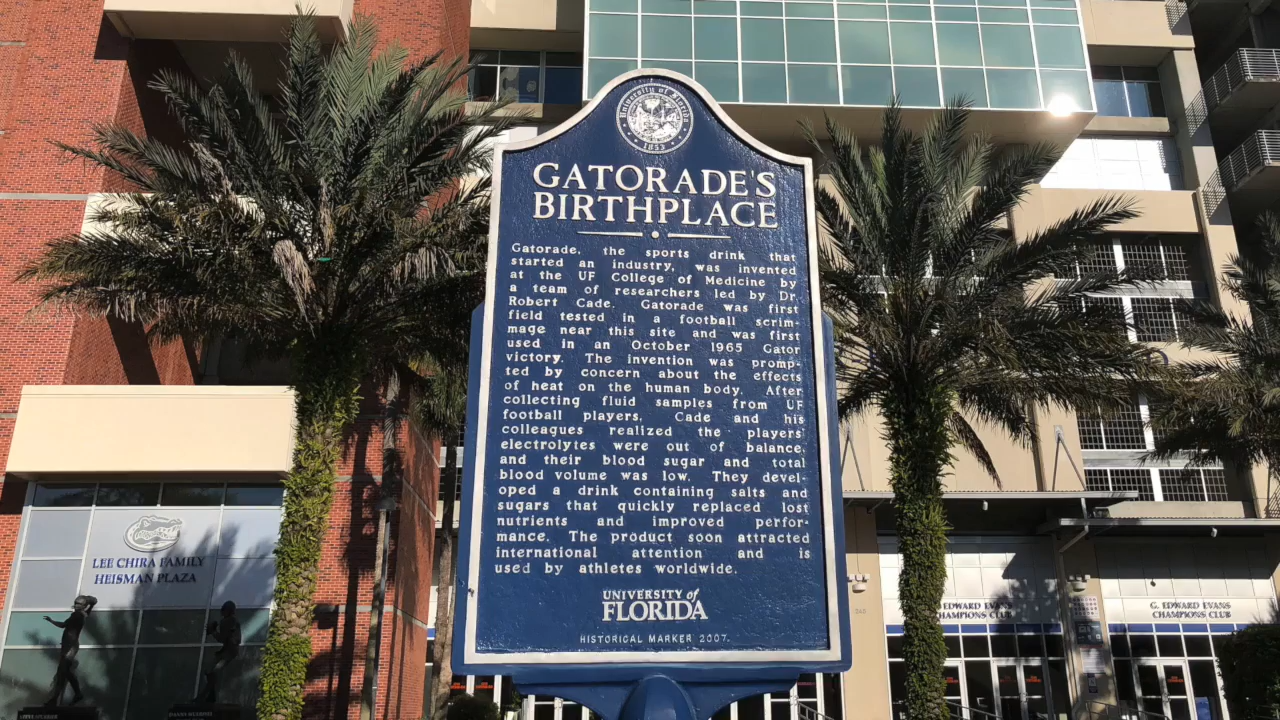 University of Florida
1853
GATORADE'S
BIRTHPLACE
Gatorade, the sports drink that
started an industry, was invented
at the UF College of Medicine by
a team of researchers led by Dr.
Robert Cade. Gatorade was first
field tested in a football scrim-
mage near this site and was first
used in an October 1965 Gator
victory. The invention was promp-
ted by concern about the effects
of heat on the human body. After
collecting fluid samples from UF
football players, Cade and his
colleagues realized the players'
electrolytes were out of balance,
and their blood sugar and total
blood volume was low. They devel-
oped a drink containing salts and
sugars that quickly replaced lost
nutrients and improved perfor-
mance. The product soon attracted
international attention and is
used by athletes worldwide.
UNIVERSITY of
FLORIDA
HISTORICAL MARKER 2007.
LEE CHIRA FAMILY
HEISMAN PLAZA
EDWARD EVANS
CHAMPIONS CLUB
G. EDWARD EVANS
CHAMPIONS CLUB